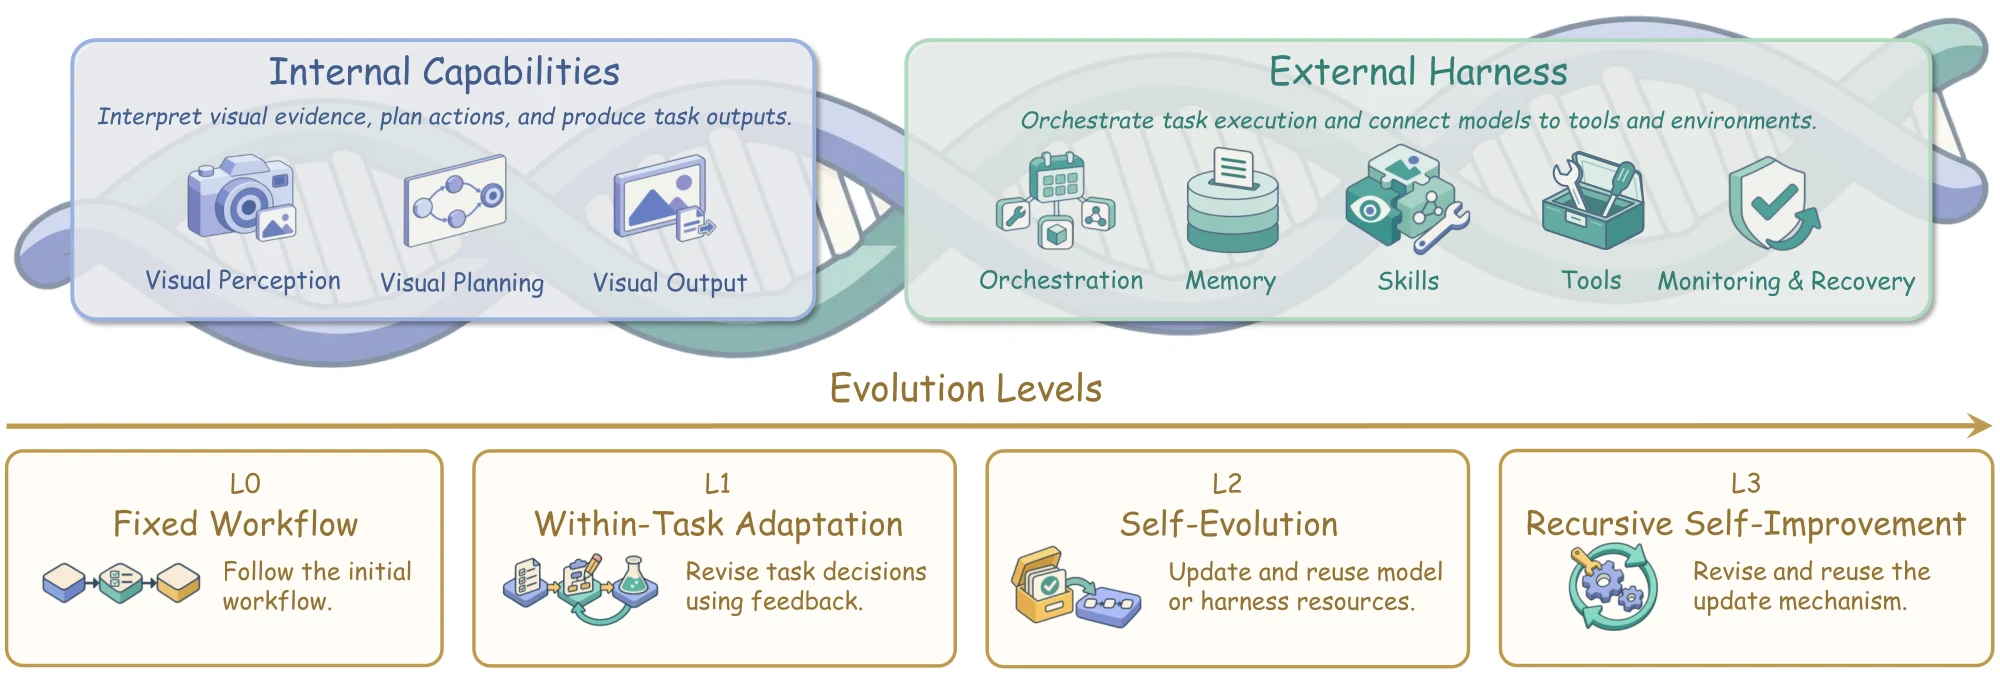 Internal Capabilities
Interpret visual evidence, plan actions, and produce task outputs.
Visual Perception
Visual Planning
Visual Output
External Harness
Orchestrate task execution and connect models to tools and environments.
Orchestration
Memory
Skills
Tools
Monitoring & Recovery
Evolution Levels
L0
Fixed Workflow
Follow the initial
workflow.
L1
Within-Task Adaptation
Revise task decisions
using feedback.
L2
Self-Evolution
Update and reuse model
or harness resources.
L3
Recursive Self-Improvement
Revise and reuse the
update mechanism.